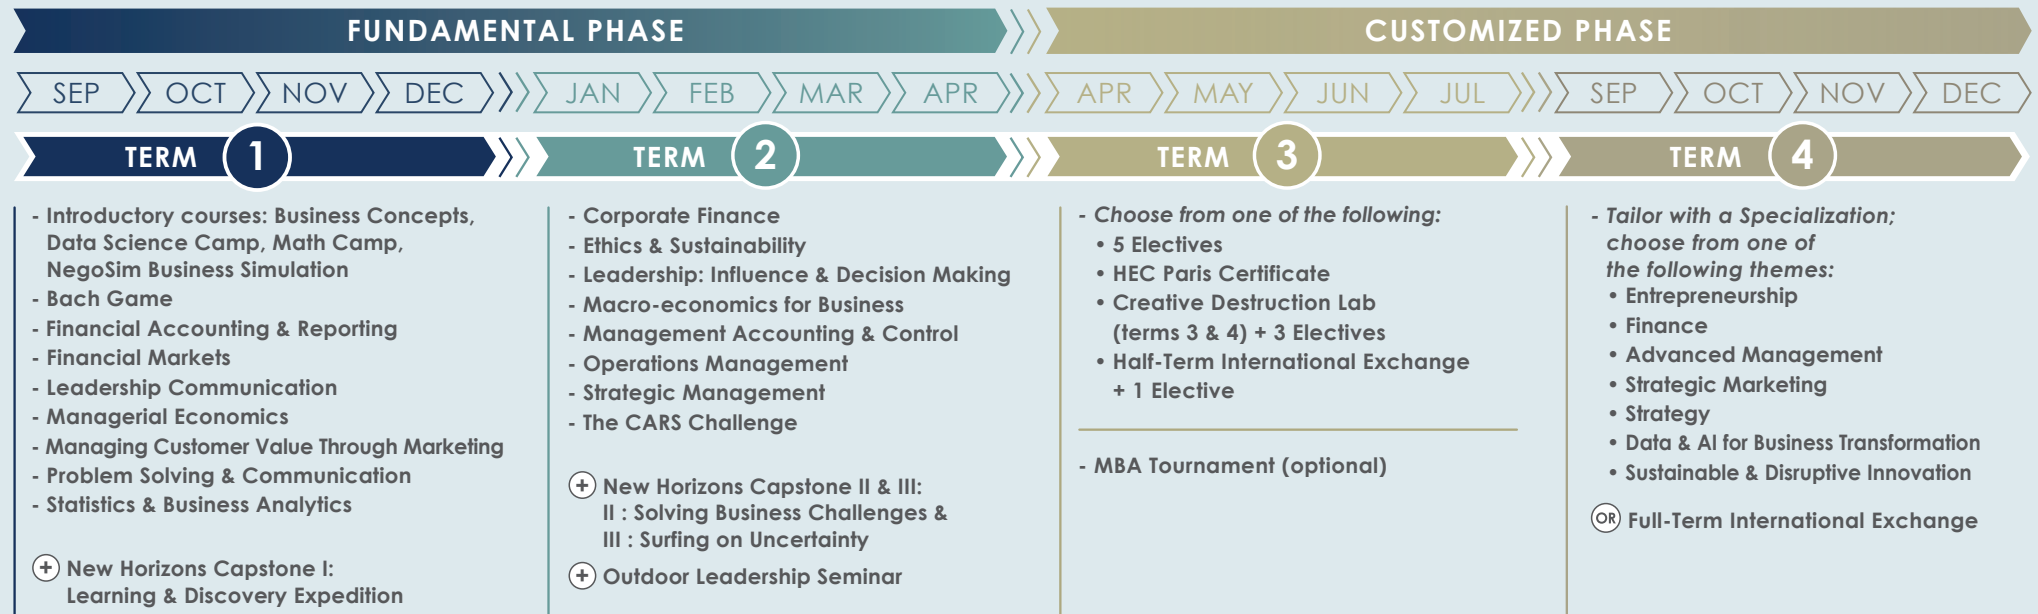 FUNDAMENTAL PHASE
CUSTOMIZED PHASE
SEP OCT NOV DEC JAN FEB MAR APR APR MAY JUN JUL SEP OCT NOV DEC
TERM 1
- Introductory courses: Business Concepts,
Data Science Camp, Math Camp,
NegoSim Business Simulation
- Bach Game
- Financial Accounting & Reporting
- Financial Markets
- Leadership Communication
- Managerial Economics
- Managing Customer Value Through Marketing
- Problem Solving & Communication
- Statistics & Business Analytics
+ New Horizons Capstone I:
Learning & Discovery Expedition
TERM 2
- Corporate Finance
- Ethics & Sustainability
- Leadership: Influence & Decision Making
- Macro-economics for Business
- Management Accounting & Control
- Operations Management
- Strategic Management
- The CARS Challenge
+ New Horizons Capstone II & III:
II : Solving Business Challenges &
III : Surfing on Uncertainty
+ Outdoor Leadership Seminar
TERM 3
- Choose from one of the following:
• 5 Electives
• HEC Paris Certificate
• Creative Destruction Lab
(terms 3 & 4) + 3 Electives
• Half-Term International Exchange
+ 1 Elective
- MBA Tournament (optional)
TERM 4
- Tailor with a Specialization;
choose from one of
the following themes:
• Entrepreneurship
• Finance
• Advanced Management
• Strategic Marketing
• Strategy
• Data & AI for Business Transformation
• Sustainable & Disruptive Innovation
OR Full-Term International Exchange